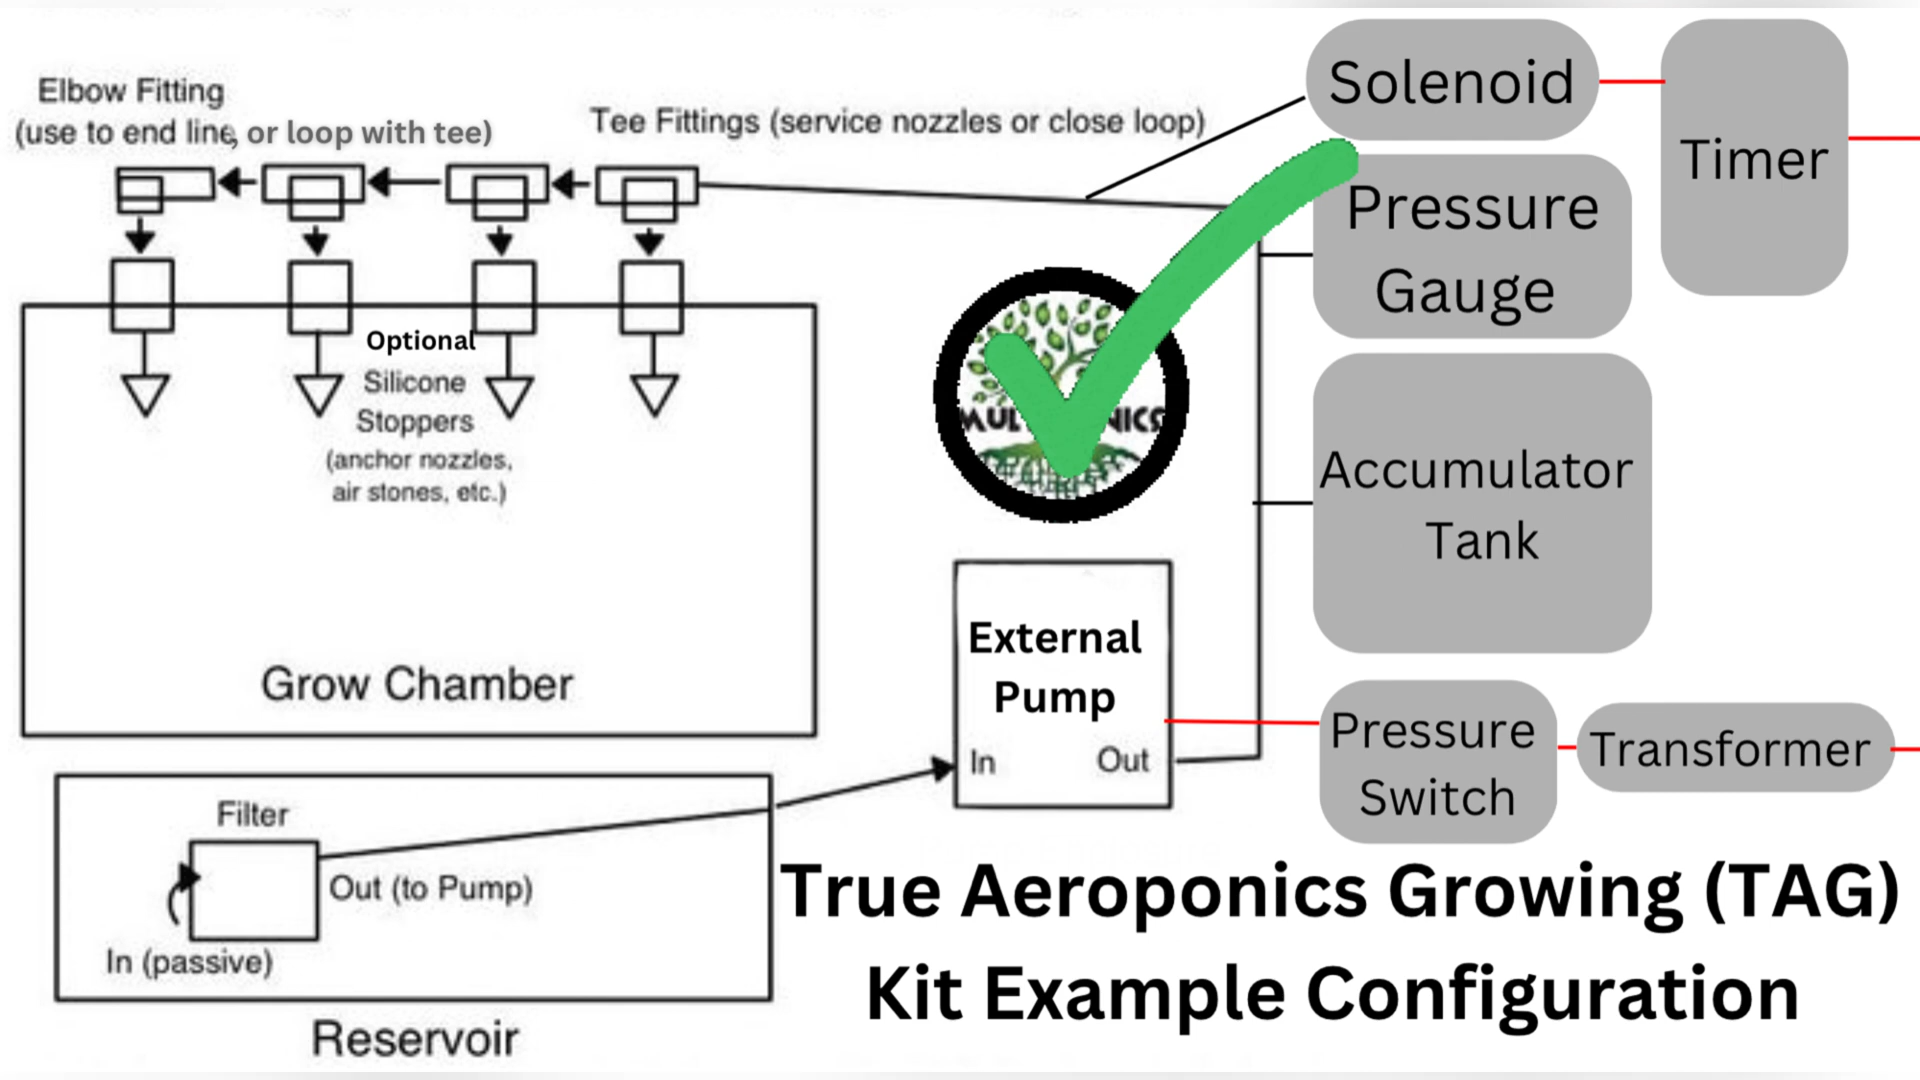 Elbow Fitting
(use to end line, or loop with tee)
Tee Fittings (service nozzles or close loop)
Solenoid
Timer
Pressure
Gauge
Optional
Silicone
Stoppers
(anchor nozzles,
air stones, etc.)
Accumulator
Tank
Grow Chamber
External
Pump
In
Out
Pressure
Switch
Transformer
Filter
Out (to Pump)
In (passive)
Reservoir
True Aeroponics Growing (TAG)
Kit Example Configuration